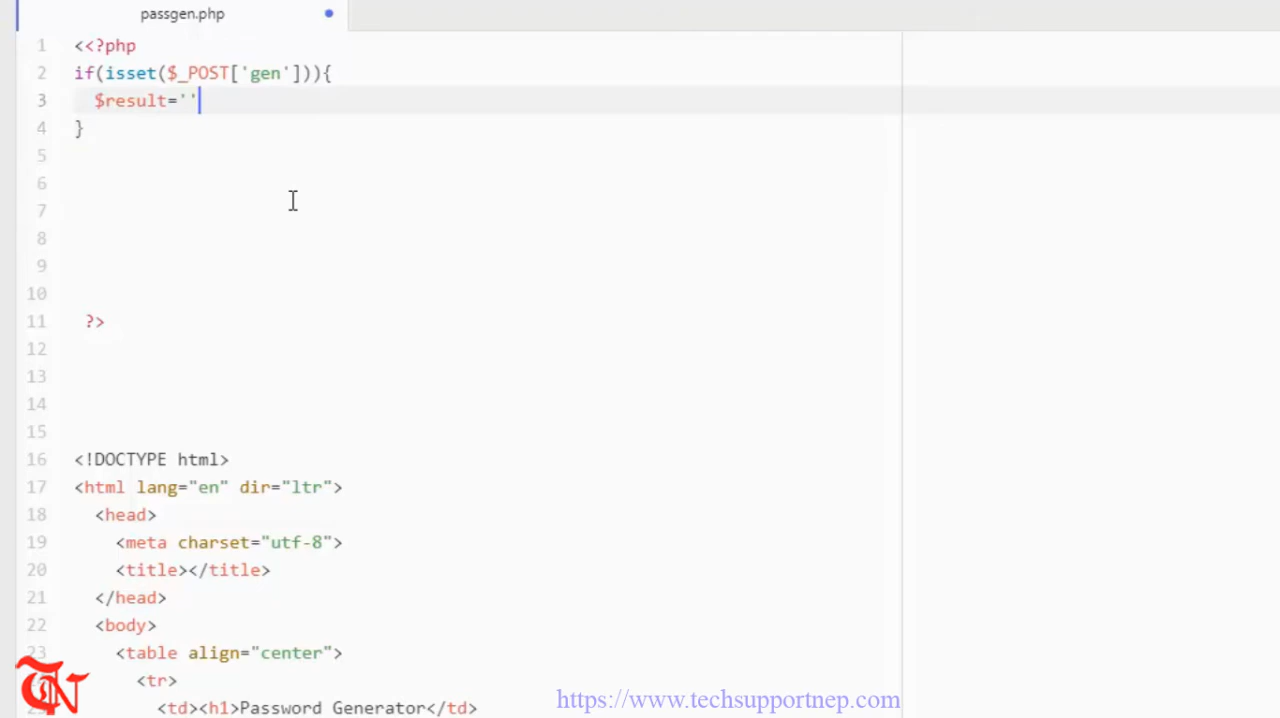 passgen.php
1 <<?php
2 if(isset($_POST['gen'])){
3 $result=''
4 }
5
6
7
8
9
10
11 ?>
12
13
14
15
16 <!DOCTYPE html>
17 <html lang="en" dir="ltr">
18 <head>
19 <meta charset="utf-8">
20 <title></title>
21 </head>
22 <body>
23 <table align="center">
<tr>
<td><h1>Password Generator</td>
TN
https://www.techsupportnep.com